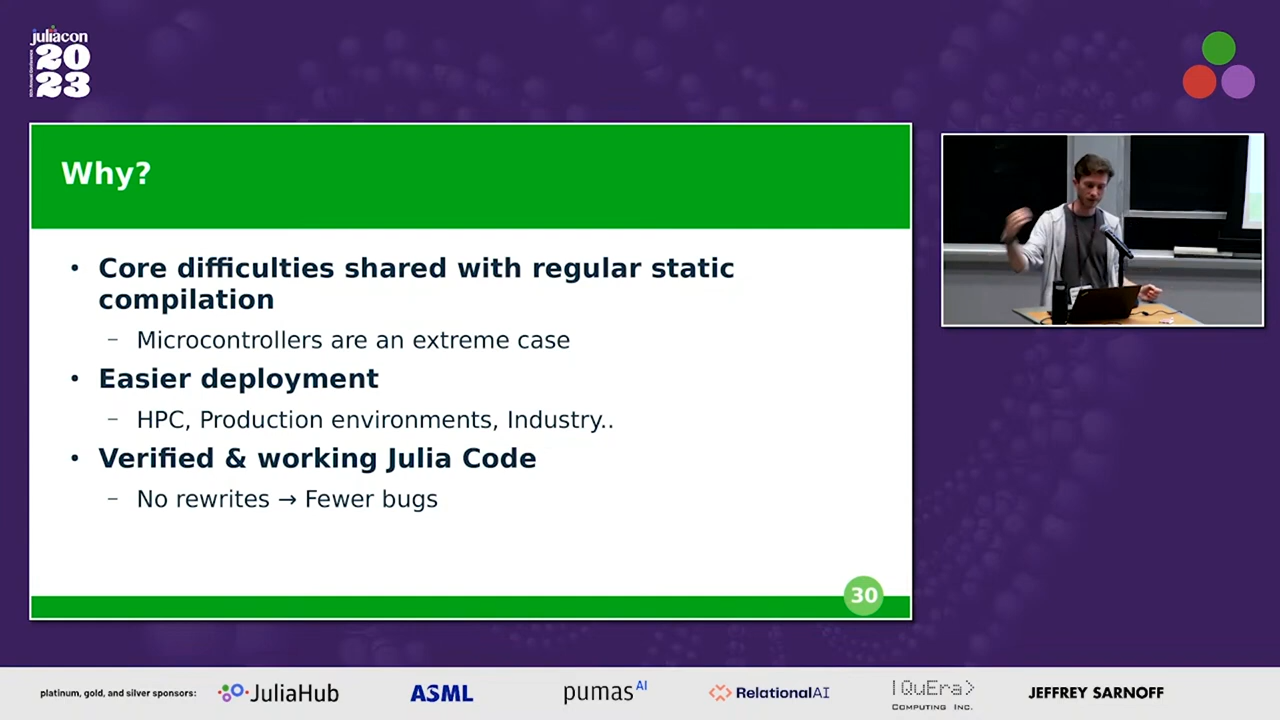 juliacon
20
23
Why?
• Core difficulties shared with regular static
compilation
– Microcontrollers are an extreme case
• Easier deployment
– HPC, Production environments, Industry..
• Verified & working Julia Code
– No rewrites → Fewer bugs
30
platinum, gold, and silver sponsors:
JuliaHub
ASML
pumasAI
RelationalAI
|QuEra>
COMPUTING INC.
JEFFREY SARNOFF